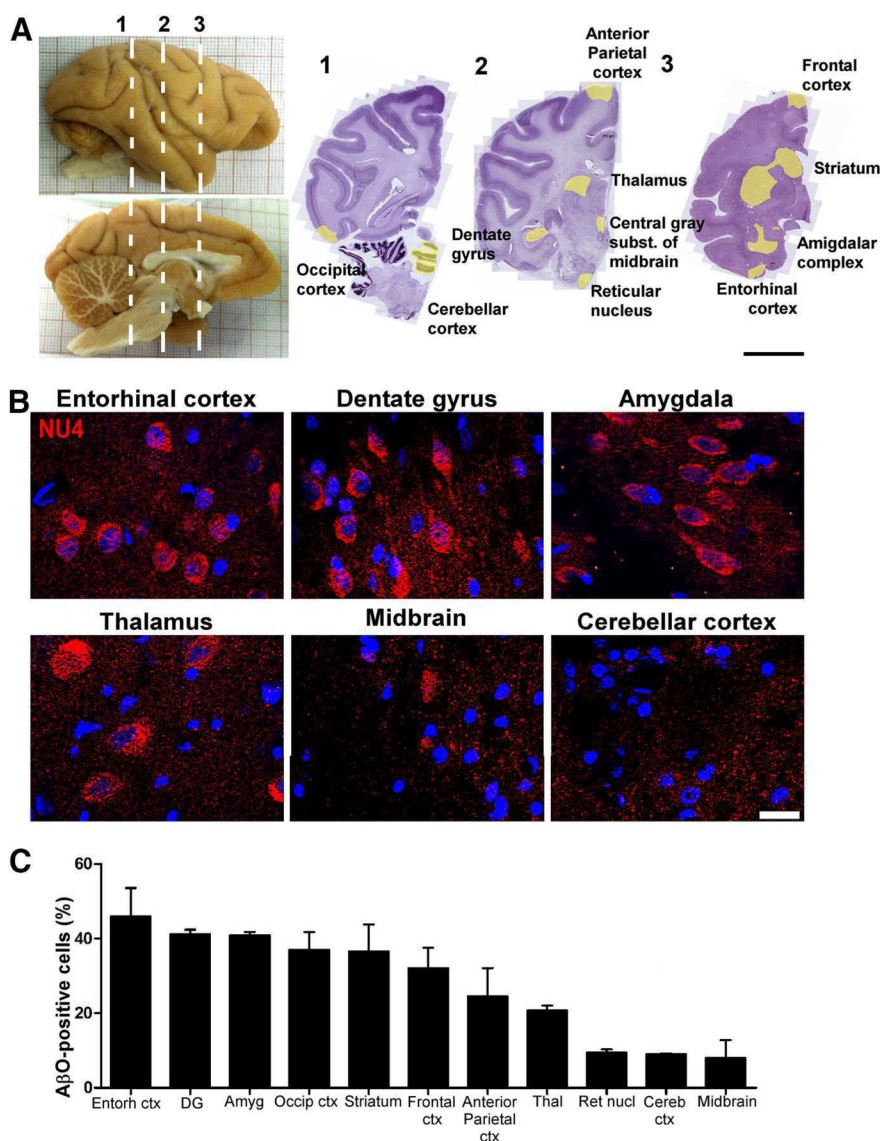 A
1 2 3
1
2
Anterior
Parietal
cortex
3
Frontal
cortex
Striatum
Thalamus
Dentate
gyrus
Central gray
subst. of
midbrain
Occipital
cortex
Amigdalar
complex
Reticular
nucleus
Entorhinal
cortex
Cerebellar
cortex
B
Entorhinal cortex
Dentate gyrus
Amygdala
NU4
Thalamus
Midbrain
Cerebellar cortex
C
AβO-positive cells (%)
60
40
20
0
Entorh ctx
DG
Amyg
Occip ctx
Striatum
Frontal
ctx
Anterior
Parietal
ctx
Thal
Ret nucl
Cereb
ctx
Midbrain